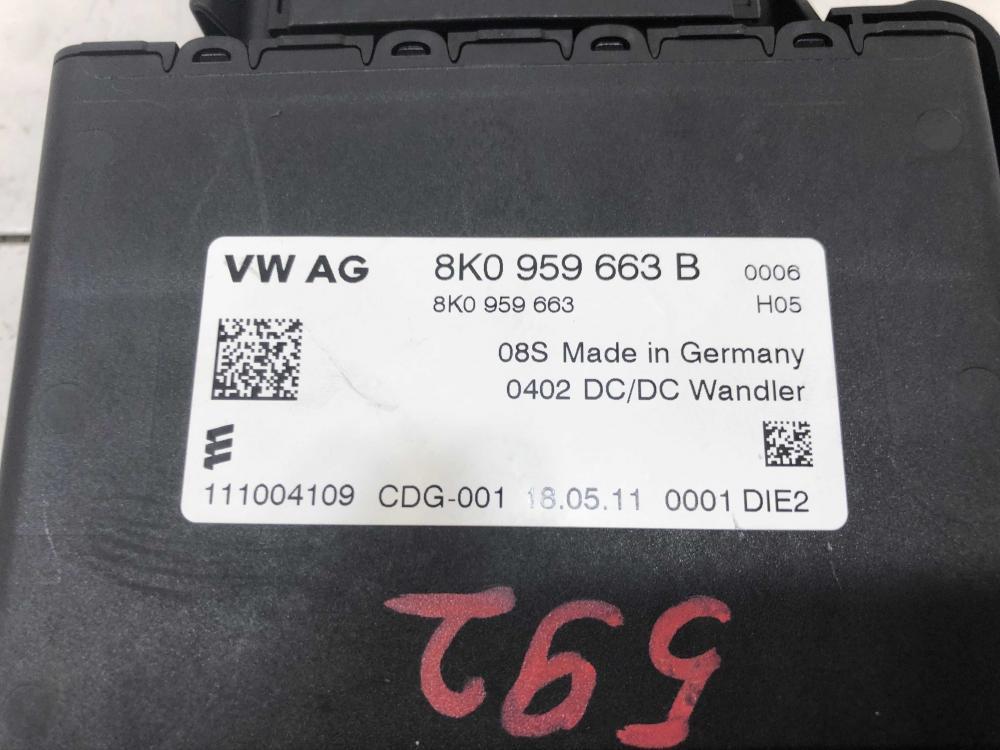 VW AG 8K0 959 663 B 0006
8K0 959 663 H05
08S Made in Germany
0402 DC/DC Wandler
111004109 CDG-001 18.05.11 0001 DIE2
592